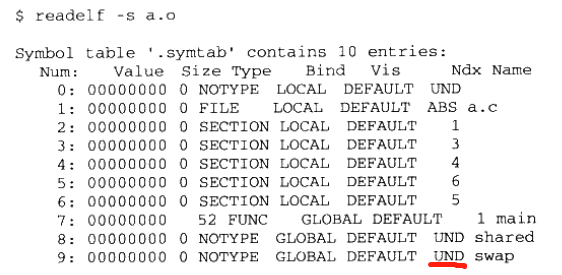 $ readelf -s a.o
Symbol table '.symtab' contains 10 entries:
Num: Value Size Type Bind Vis Ndx Name
0: 00000000 0 NOTYPE LOCAL DEFAULT UND
1: 00000000 0 FILE LOCAL DEFAULT ABS a.c
2: 00000000 0 SECTION LOCAL DEFAULT 1
3: 00000000 0 SECTION LOCAL DEFAULT 3
4: 00000000 0 SECTION LOCAL DEFAULT 4
5: 00000000 0 SECTION LOCAL DEFAULT 6
6: 00000000 0 SECTION LOCAL DEFAULT 5
7: 00000000 52 FUNC GLOBAL DEFAULT 1 main
8: 00000000 0 NOTYPE GLOBAL DEFAULT UND shared
9: 00000000 0 NOTYPE GLOBAL DEFAULT UND swap